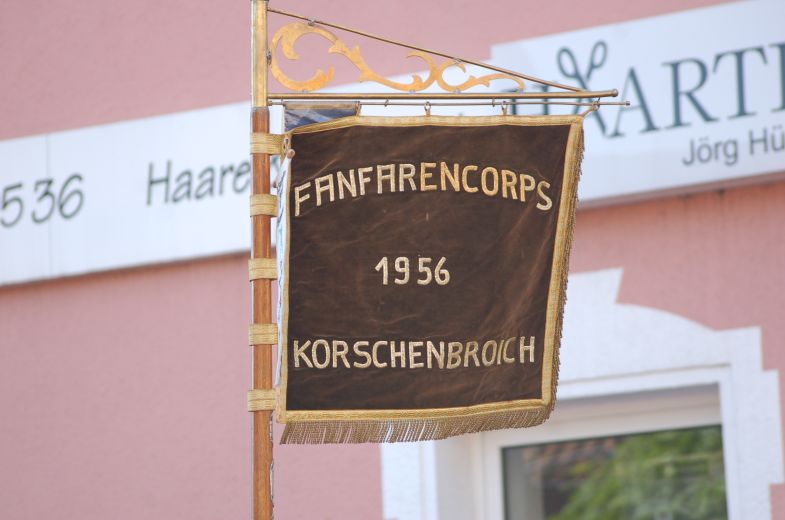 FANFARENCORPS
1956
KORSCHENBROICH
536
Haare
ARTI
Jörg Hü